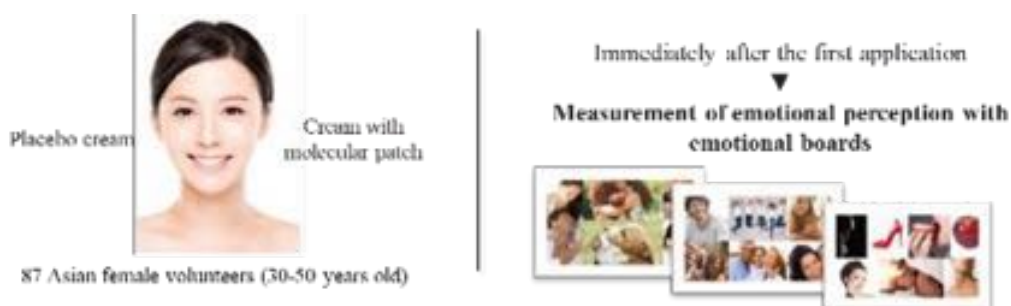 Placebo cream
Cream with
molecular patch
87 Asian female volunteers (30-50 years old)
Immediately after the first application
Measurement of emotional perception with
emotional boards